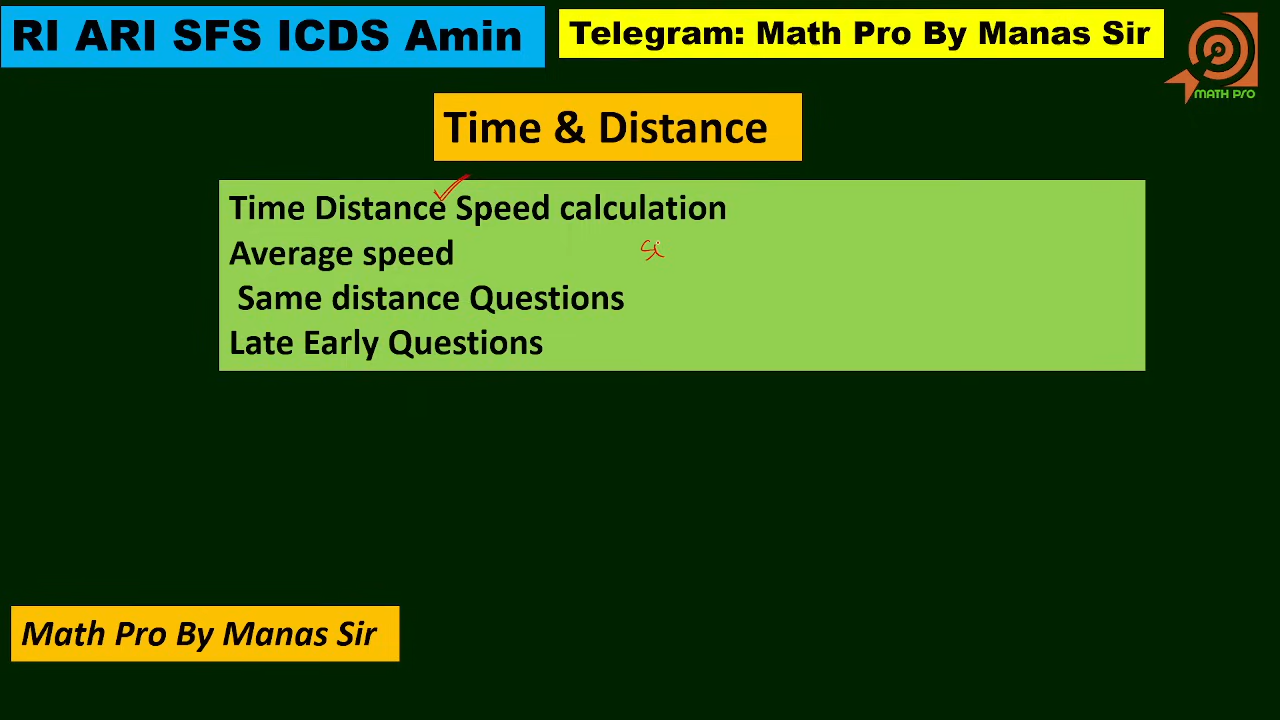 RI ARI SFS ICDS Amin
Telegram: Math Pro By Manas Sir
MATH PRO
Time & Distance
Time Distance Speed calculation
Average speed
Same distance Questions
Late Early Questions
Math Pro By Manas Sir